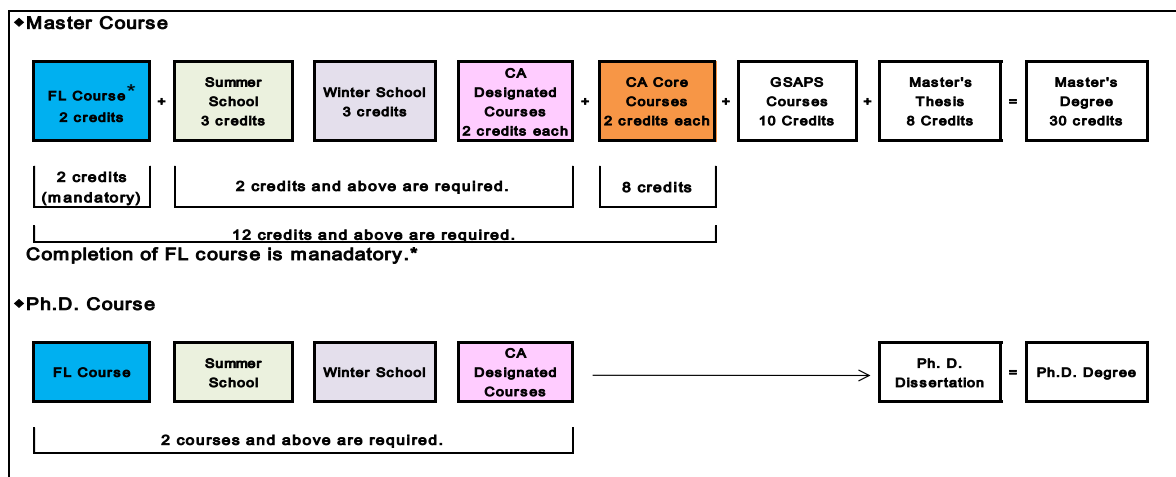 ◆Master Course
FL Course*
2 credits
+
Summer
School
3 credits
Winter School
3 credits
CA
Designated
Courses
2 credits each
+
CA Core
Courses
2 credits each
+
GSAPS
Courses
10 Credits
+
Master's
Thesis
8 Credits
=
Master's
Degree
30 credits
2 credits
(mandatory)
2 credits and above are required.
8 credits
12 credits and above are required.
Completion of FL course is manadatory.*
◆Ph.D. Course
FL Course
Summer
School
Winter School
CA
Designated
Courses
Ph. D.
Dissertation
=
Ph.D. Degree
2 courses and above are required.